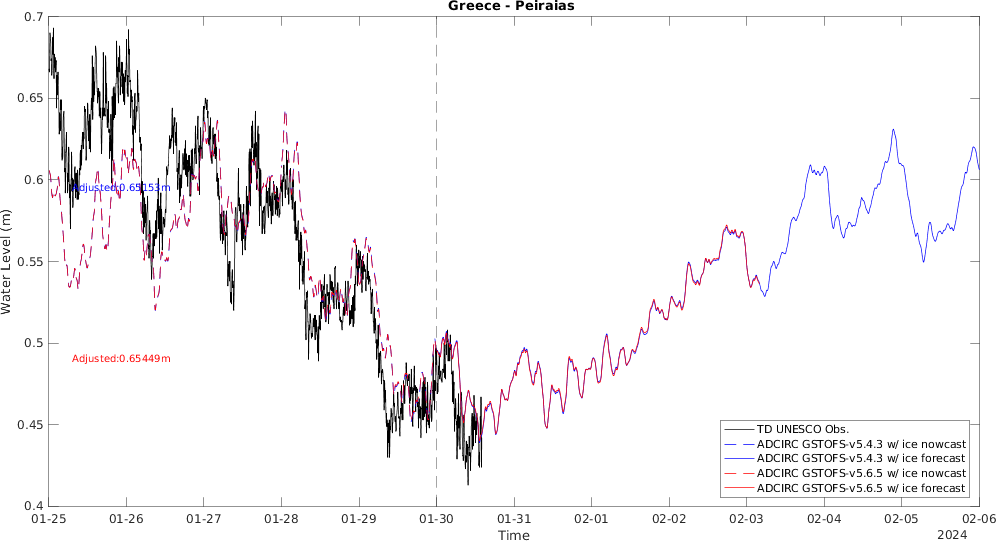 Greece - Peiraias
0.7
0.65
0.6
0.55
0.5
0.45
0.4
Water Level (m)
Adjusted:0.65153m
Adjusted:0.65449m
TD UNESCO Obs.
ADCIRC GSTOFS-v5.4.3 w/ ice nowcast
ADCIRC GSTOFS-v5.4.3 w/ ice forecast
ADCIRC GSTOFS-v5.6.5 w/ ice nowcast
ADCIRC GSTOFS-v5.6.5 w/ ice forecast
01-25 01-26 01-27 01-28 01-29 01-30 01-31 02-01 02-02 02-03 02-04 02-05 02-06
Time
2024